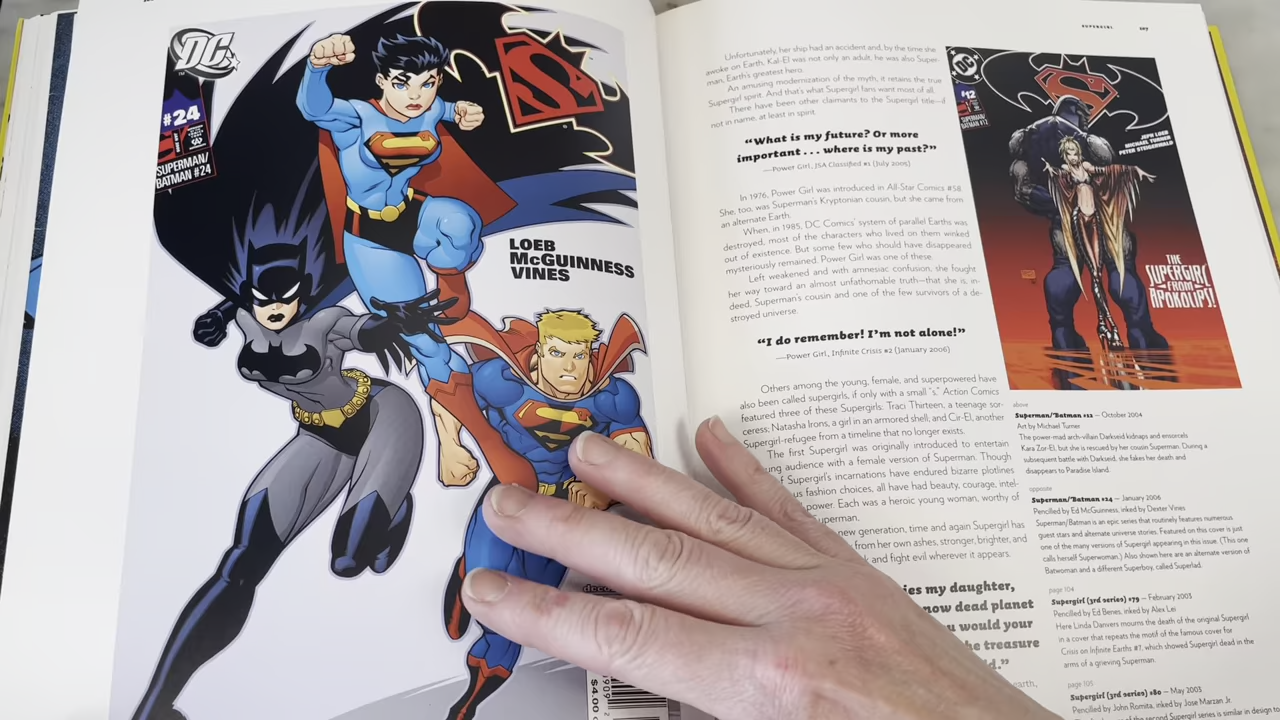 DC
#24
SUPERMAN/
BATMAN #24
LOEB
McGUINNESS
VINES
SUPERGIRL
107
Unfortunately, her ship had an accident and, by the time she
awoke on Earth, Kal-El was not only an adult, he was also Super-
man, Earth's greatest hero.
An amusing modernization of the myth, it retains the true
Supergirl spirit. And that's what Supergirl fans want most of all.
There have been other claimants to the Supergirl title—if
not in name, at least in spirit.
“What is my future? Or more
important . . . where is my past?”
—Power Girl, JSA Classified #1 (July 2005)
In 1976, Power Girl was introduced in All-Star Comics #58.
She, too, was Superman's Kryptonian cousin, but she came from
an alternate Earth.
When, in 1985, DC Comics' system of parallel Earths was
destroyed, most of the characters who lived on them winked
out of existence. But some few who should have disappeared
mysteriously remained. Power Girl was one of these.
Left weakened and with amnesiac confusion, she fought
her way toward an almost unfathomable truth—that she is, in-
deed, Superman's cousin and one of the few survivors of a de-
stroyed universe.
“I do remember! I'm not alone!”
—Power Girl, Infinite Crisis #2 (January 2006)
Others among the young, female, and superpowered have
also been called supergirls, if only with a small “s.” Action Comics
featured three of these Supergirls: Traci Thirteen, a teenage sor-
ceress; Natasha Irons, a girl in an armored shell; and Cir-El, another
Supergirl-refugee from a timeline that no longer exists.
The first Supergirl was originally introduced to entertain
ng audience with a female version of Superman. Though
f Supergirl's incarnations have endured bizarre plotlines
us fashion choices, all have had beauty, courage, intel-
power. Each was a heroic young woman, worthy of
uperman.
new generation, time and again Supergirl has
from her own ashes, stronger, brighter, and
k and fight evil wherever it appears.
ies my daughter,
now dead planet
u would your
he treasure
d.”
earth,
DC
#12
SUPERMAN/
BATMAN #12
JEPH LOEB
MICHAEL TURNER
PETER STEIGERWALD
THE
SUPERGIRL
FROM
APOKOLIPS!
above
Superman/Batman #12 — October 2004
Art by Michael Turner
The power-mad arch-villain Darkseid kidnaps and ensorcels
Kara Zor-El, but she is rescued by her cousin Superman. During a
subsequent battle with Darkseid, she fakes her death and
disappears to Paradise Island.
opposite
Superman/Batman #24 — January 2006
Pencilled by Ed McGuinness, inked by Dexter Vines
Superman/Batman is an epic series that routinely features numerous
guest stars and alternate universe stories. Featured on this cover is just
one of the many versions of Supergirl appearing in this issue. (This one
calls herself Superwoman.) Also shown here are an alternate version of
Batwoman and a different Superboy, called Superlad.
page 104
Supergirl (3rd series) #79 — February 2003
Pencilled by Ed Benes, inked by Alex Lei
Here Linda Danvers mourns the death of the original Supergirl
in a cover that repeats the motif of the famous cover for
Crisis on Infinite Earths #7, which showed Supergirl dead in the
arms of a grieving Superman.
page 105
Supergirl (3rd series) #80 — May 2003
Pencilled by John Romita, inked by Jose Marzan Jr.